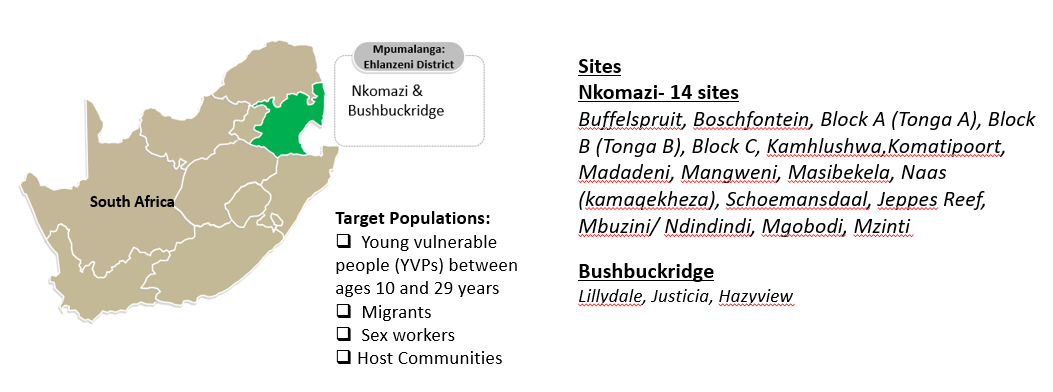 Mpumalanga:
Ehlanzeni District
Nkomazi &
Bushbuckridge
South Africa
Target Populations:
Young vulnerable
people (YVPs) between
ages 10 and 29 years
Migrants
Sex workers
Host Communities
Sites
Nkomazi- 14 sites
Buffelspruit, Boschfontein, Block A (Tonga A), Block
B (Tonga B), Block C, Kamhlushwa,Komatipoort,
Madadeni, Mangweni, Masibekela, Naas
(kamaqekheza), Schoemansdaal, Jeppes Reef,
Mbuzini/ Ndindindi, Mgobodi, Mzinti
Bushbuckridge
Lillydale, Justicia, Hazyview